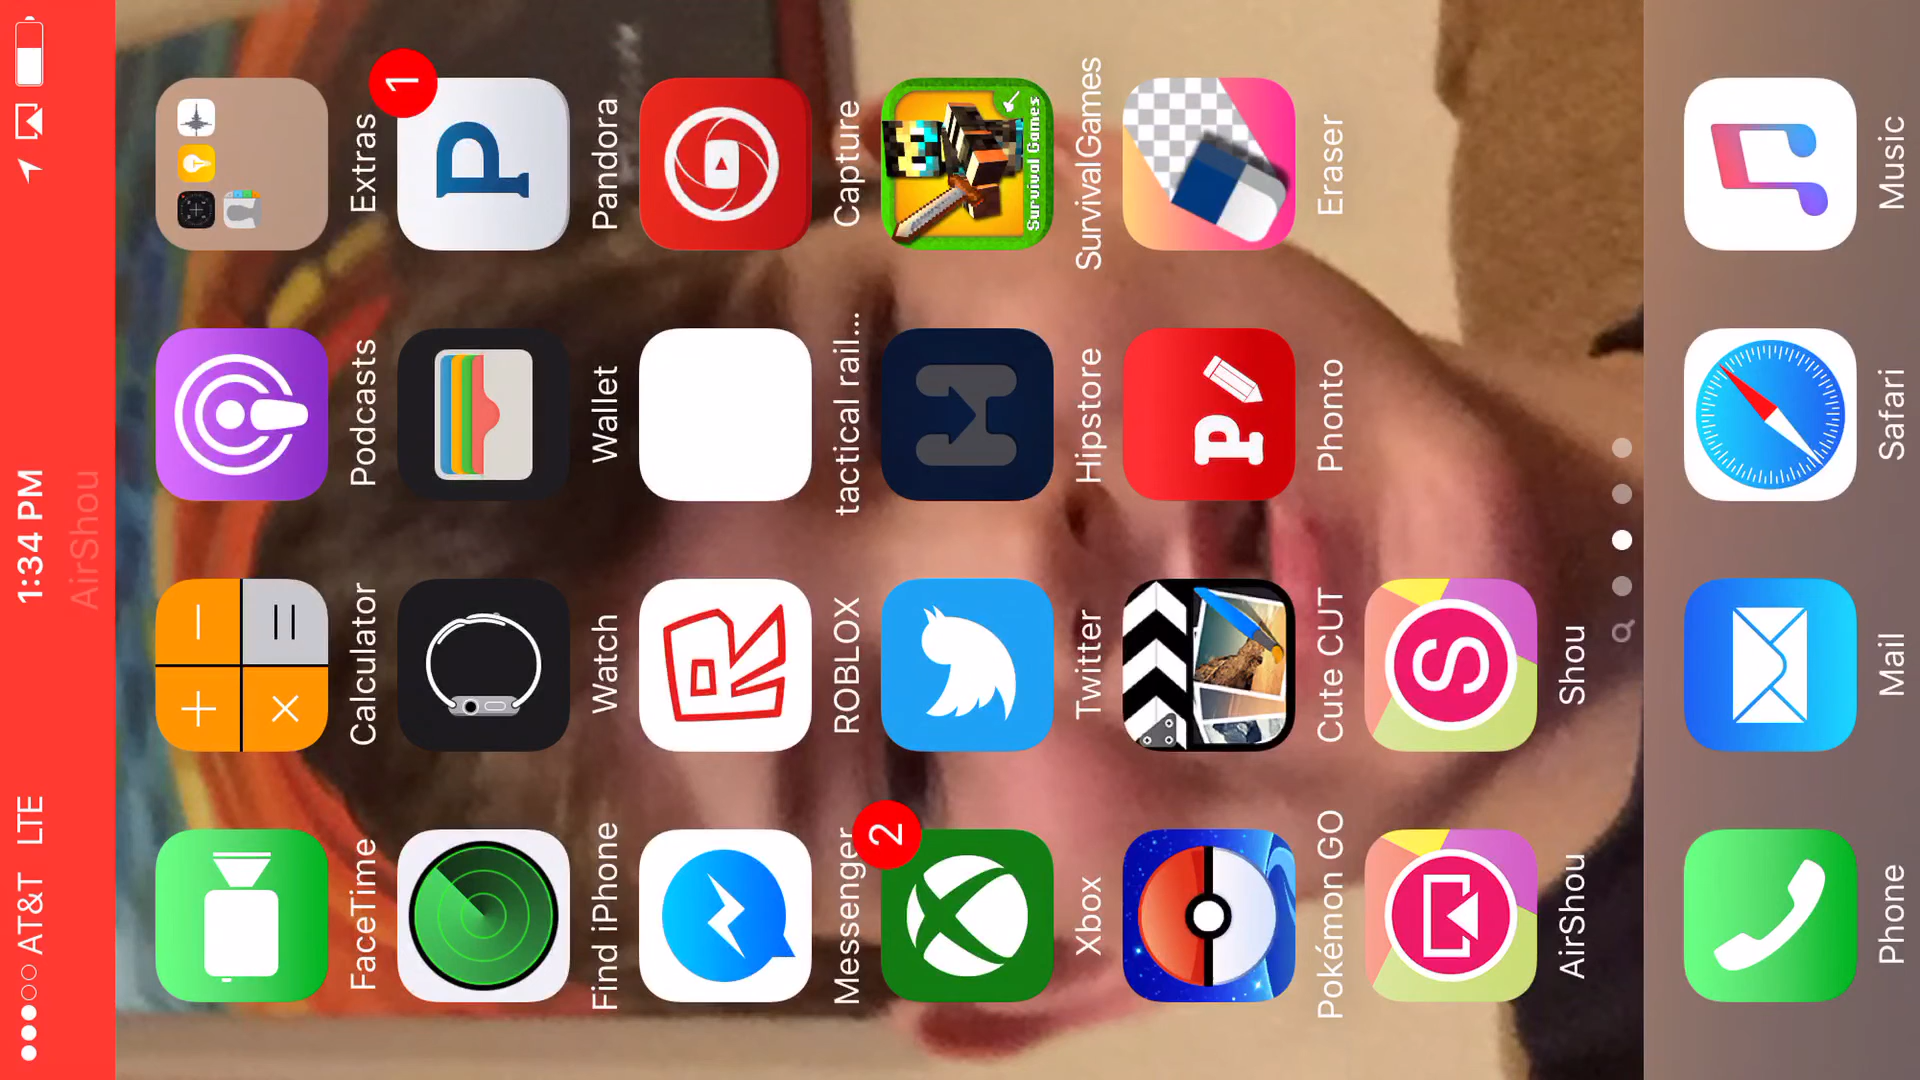 AT&T LTE 1:34 PM
AirShou
FaceTime Calculator Podcasts Extras
1
P
Find iPhone Watch Wallet Pandora
Messenger ROBLOX tactical rail... Capture
2
Survival Games
Xbox Twitter Hipstore SurvivalGames
P
Pokémon GO Cute CUT Phonto Eraser
S
AirShou Shou
Phone Mail Safari Music